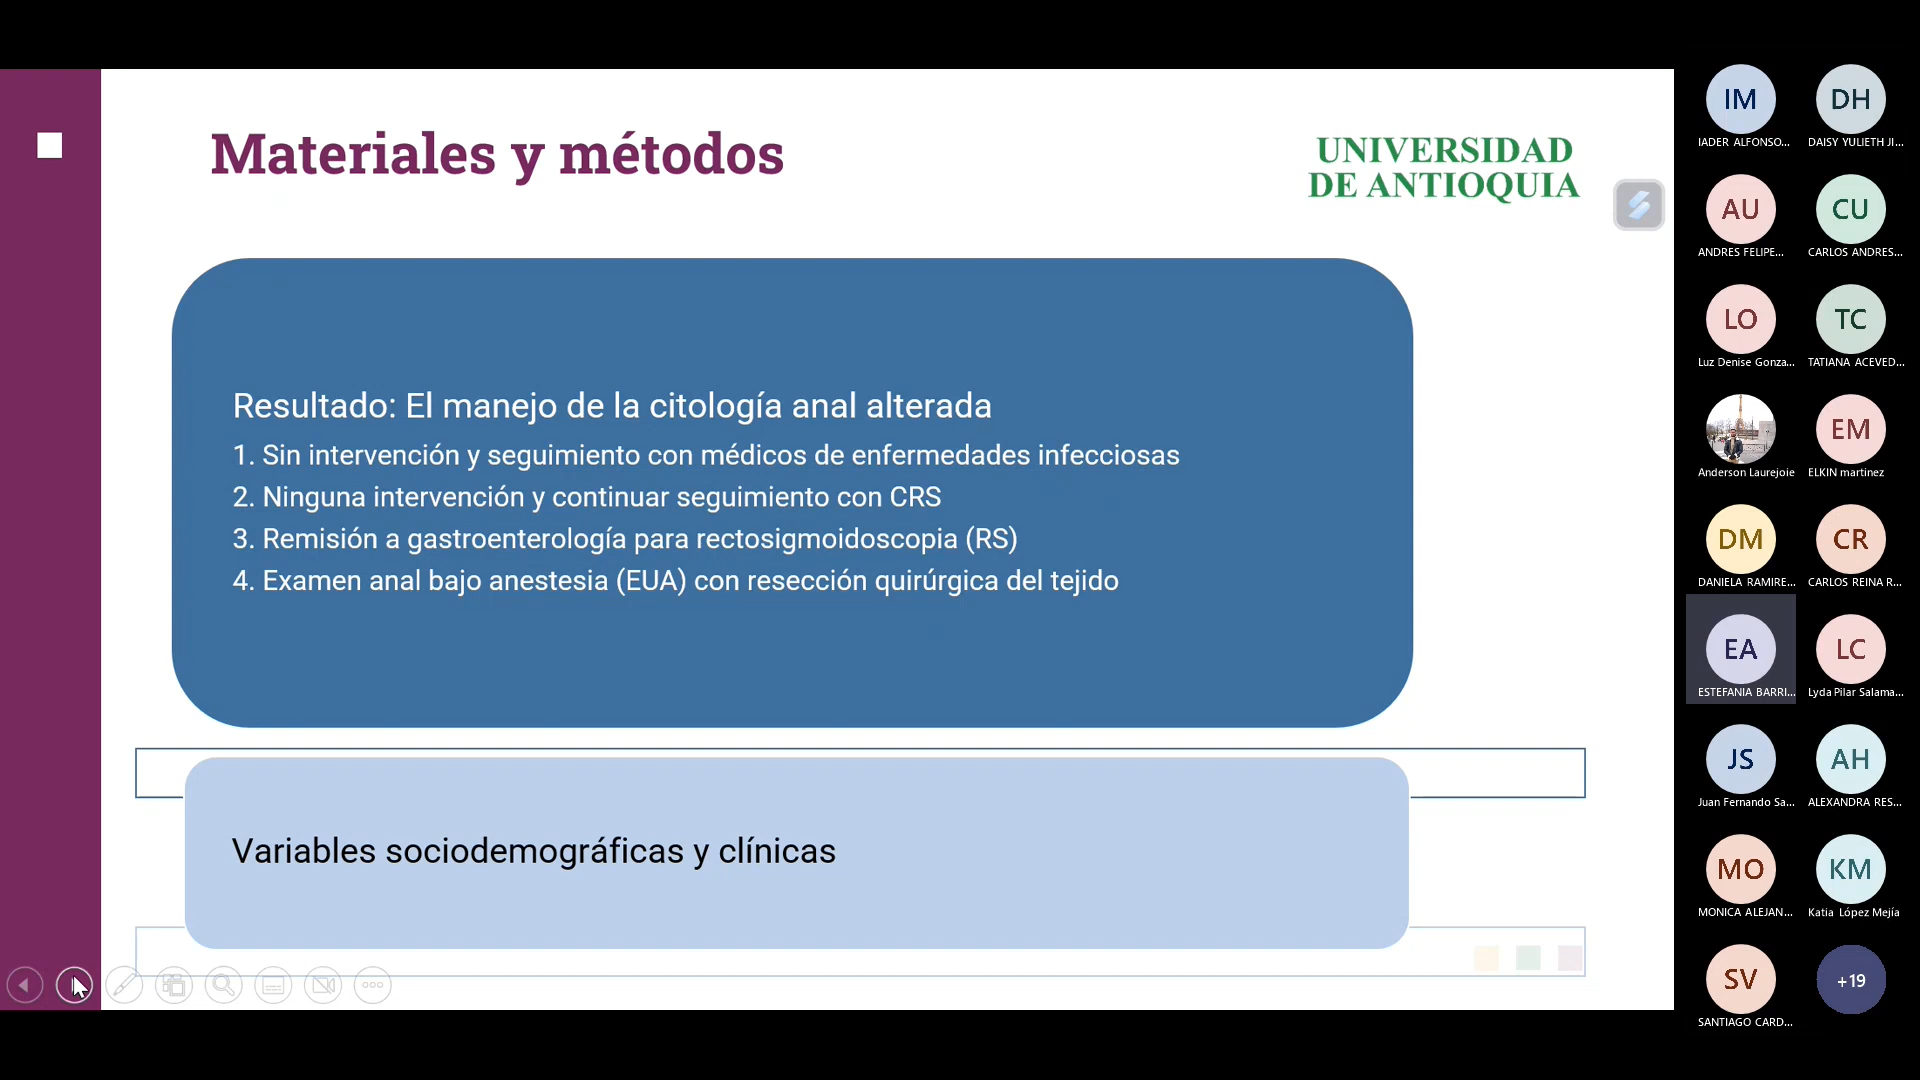 Materiales y métodos
UNIVERSIDAD
DE ANTIOQUIA
Resultado: El manejo de la citología anal alterada
1. Sin intervención y seguimiento con médicos de enfermedades infecciosas
2. Ninguna intervención y continuar seguimiento con CRS
3. Remisión a gastroenterología para rectosigmoidoscopia (RS)
4. Examen anal bajo anestesia (EUA) con resección quirúrgica del tejido
Variables sociodemográficas y clínicas
IM
IADER ALFONSO...
DH
DAISY YULIETH JI...
AU
ANDRES FELIPE...
CU
CARLOS ANDRES...
LO
Luz Denise Gonza...
TC
TATIANA ACEVED...
Anderson Laurejoie
EM
ELKIN martinez
DM
DANIELA RAMIRE...
CR
CARLOS REINA R...
EA
ESTEFANIA BARRI...
LC
Lyda Pilar Salama...
JS
Juan Fernando Sa...
AH
ALEXANDRA RES...
MO
MONICA ALEJAN...
KM
Katia López Mejía
SV
SANTIAGO CARD...
+19